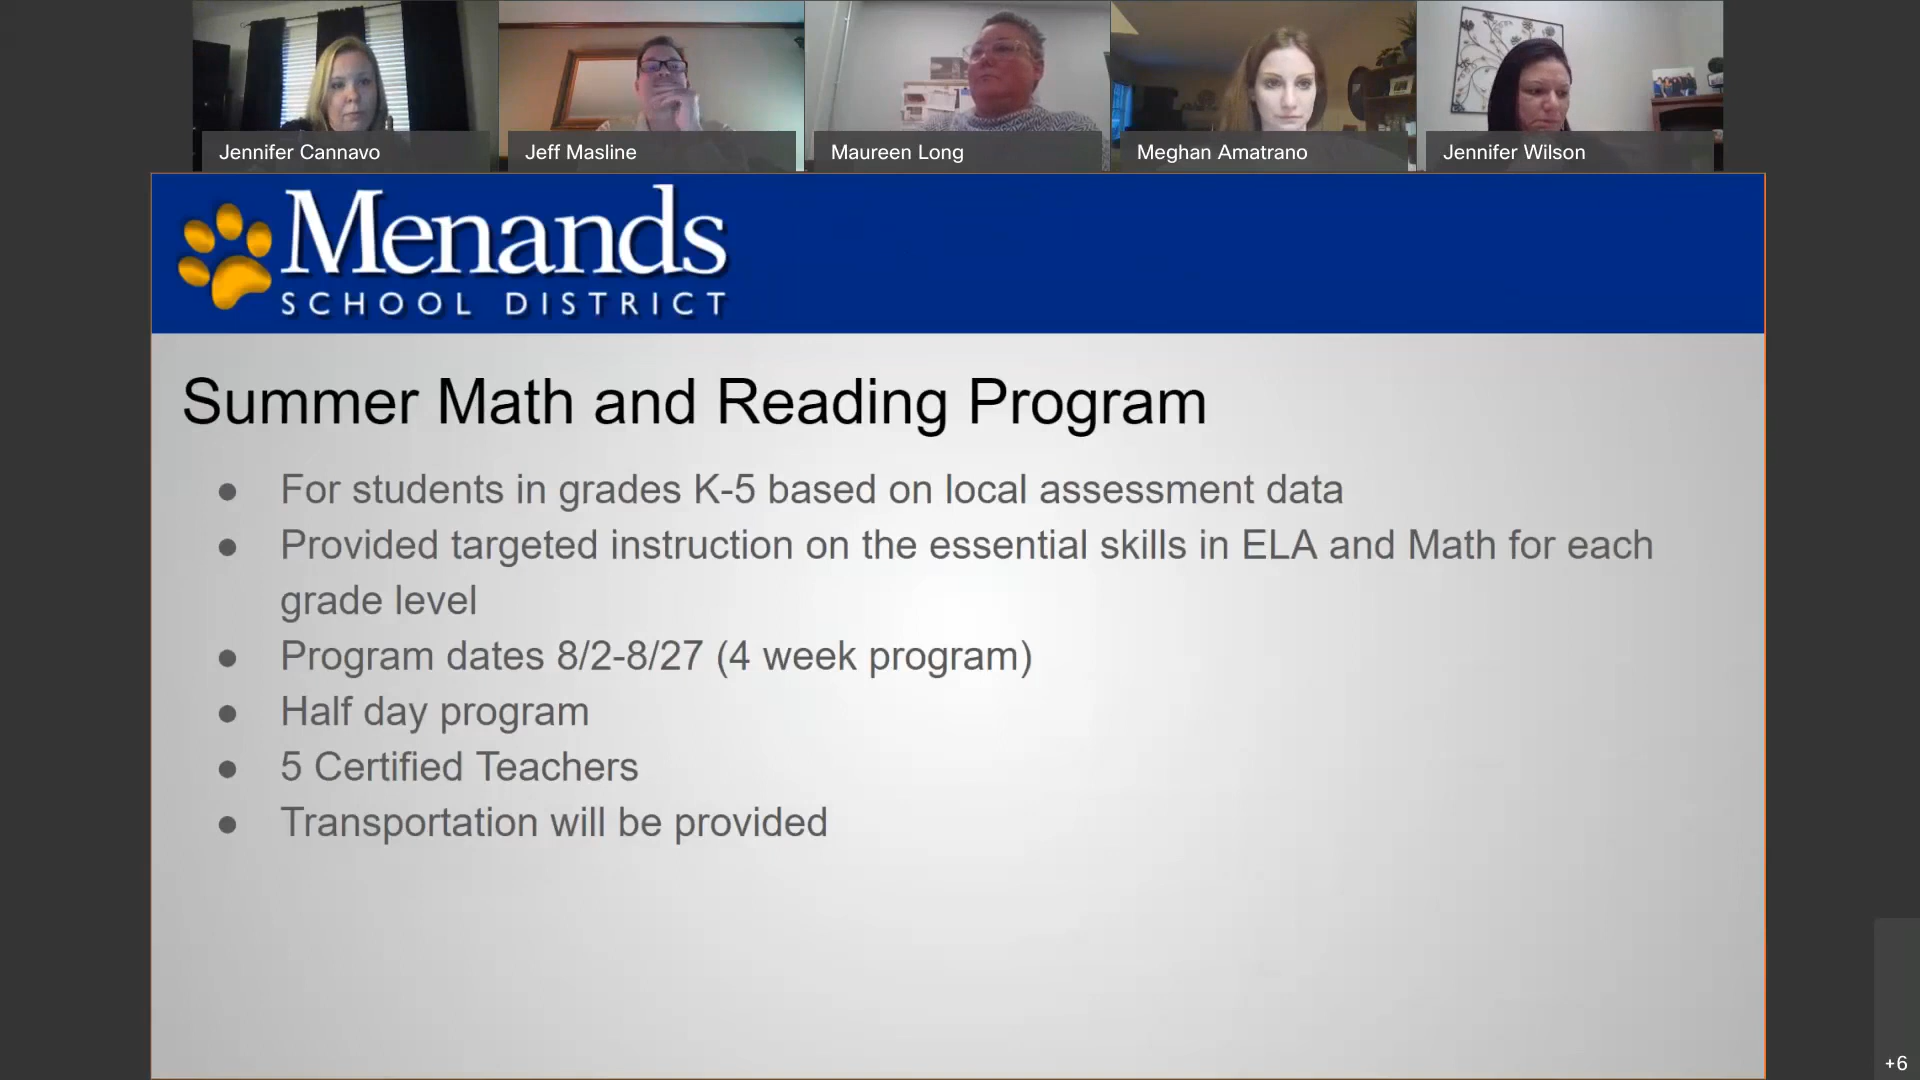 Jennifer Cannavo
Jeff Masline
Maureen Long
Meghan Amatrano
Jennifer Wilson
Menands
SCHOOL DISTRICT
Summer Math and Reading Program
● For students in grades K-5 based on local assessment data
● Provided targeted instruction on the essential skills in ELA and Math for each
grade level
● Program dates 8/2-8/27 (4 week program)
● Half day program
● 5 Certified Teachers
● Transportation will be provided
+6